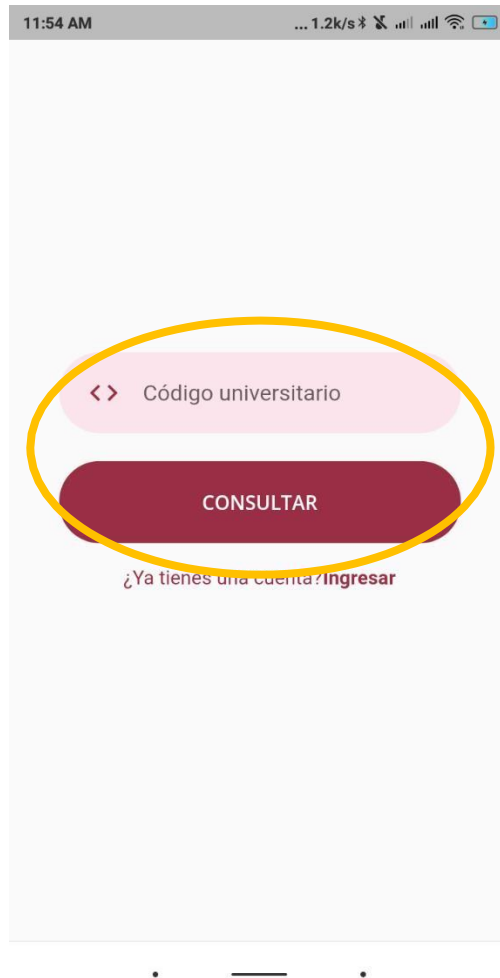 11:54 AM ... 1.2k/s
Código universitario
CONSULTAR
¿Ya tienes una cuenta?Ingresar